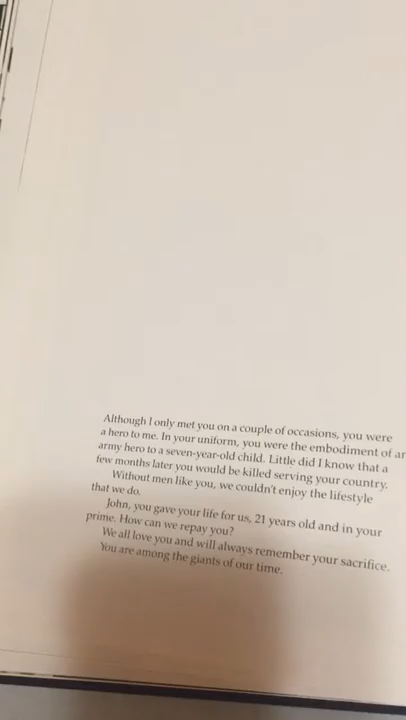 Although I only met you on a couple of occasions, you were
a hero to me. In your uniform, you were the embodiment of an
army hero to a seven-year-old child. Little did I know that a
few months later you would be killed serving your country.
Without men like you, we couldn't enjoy the lifestyle
that we do.
John, you gave your life for us, 21 years old and in your
prime. How can we repay you?
We all love you and will always remember your sacrifice.
You are among the giants of our time.